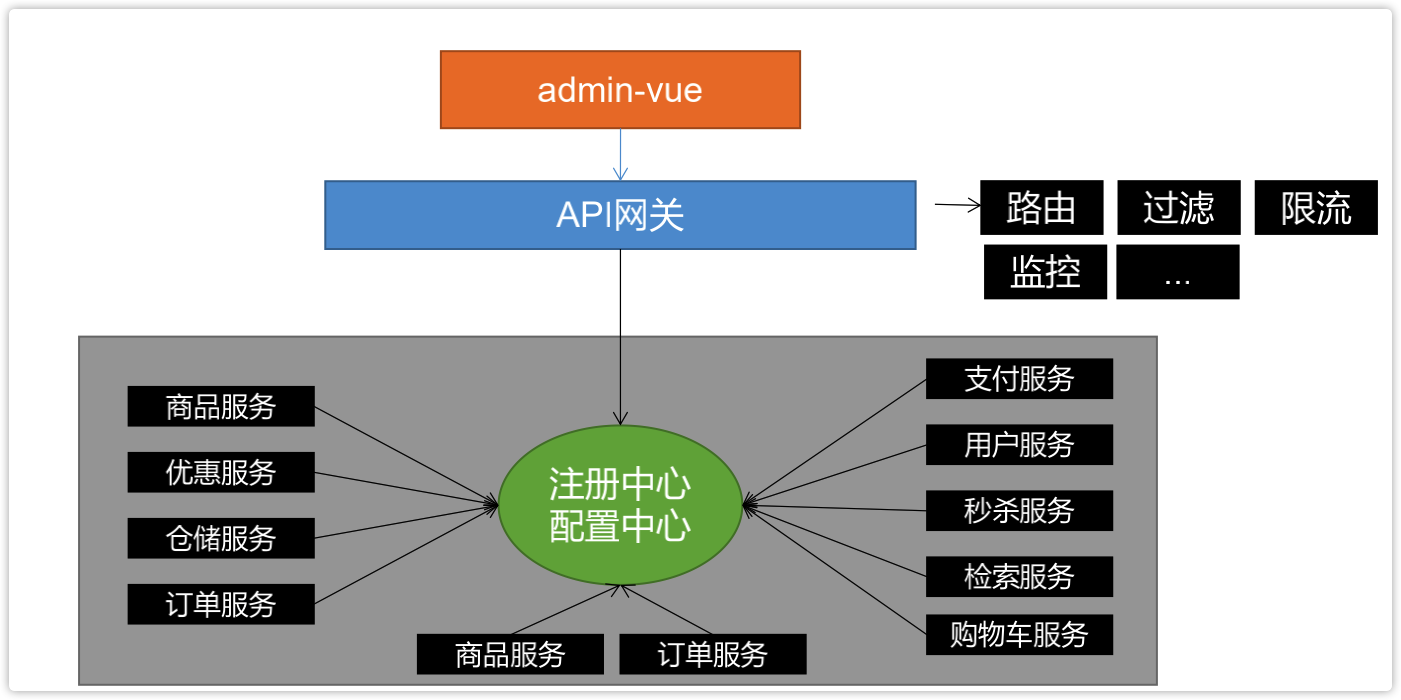 admin-vue
API网关
路由
过滤
限流
监控
...
商品服务
优惠服务
仓储服务
订单服务
注册中心
配置中心
支付服务
用户服务
秒杀服务
检索服务
购物车服务
商品服务
订单服务